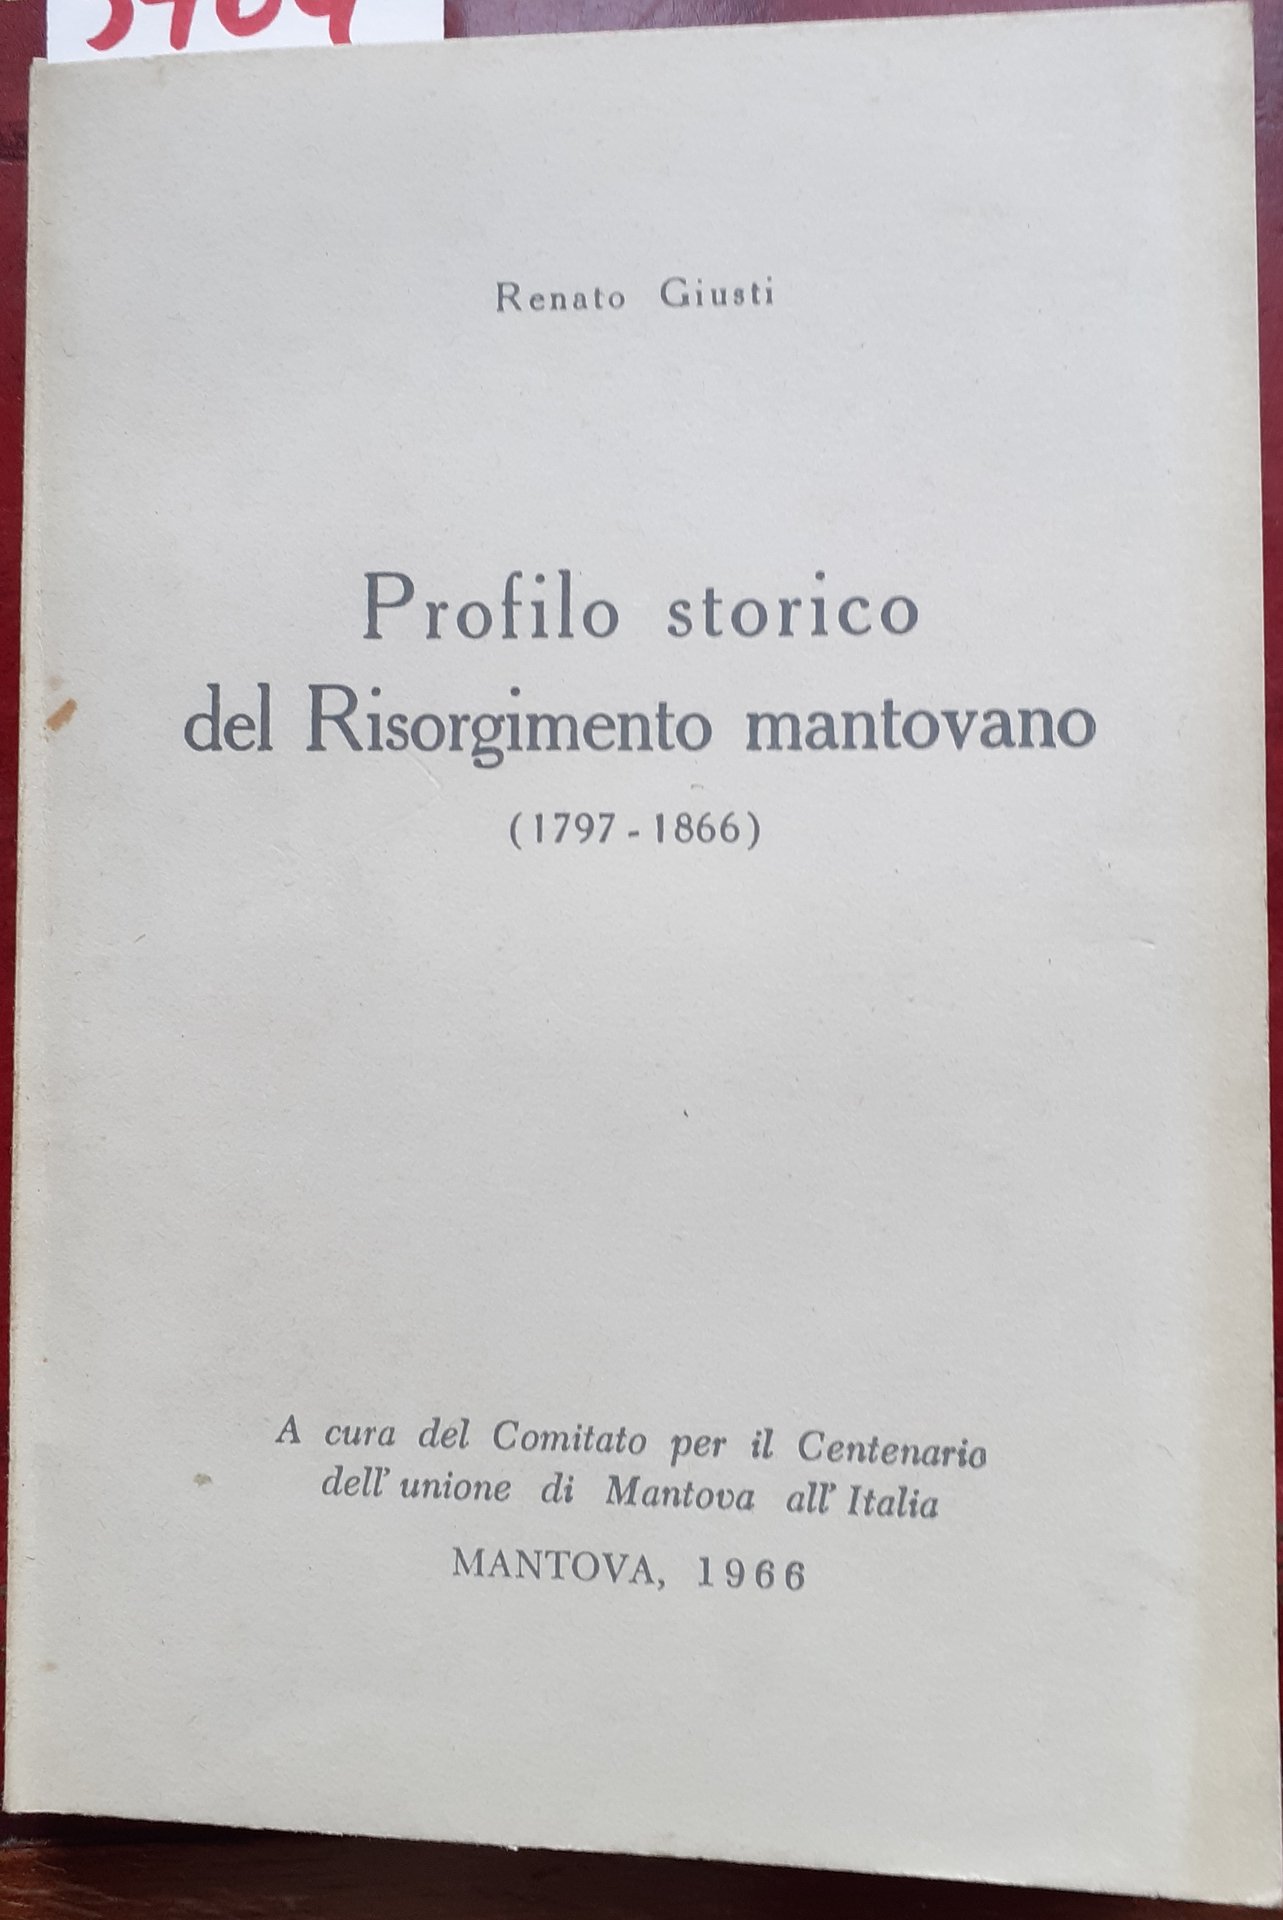 Renato Giusti
Profilo storico
del Risorgimento mantovano
(1797 - 1866)
A cura del Comitato per il Centenario
dell' unione di Mantova all' Italia
MANTOVA, 1966